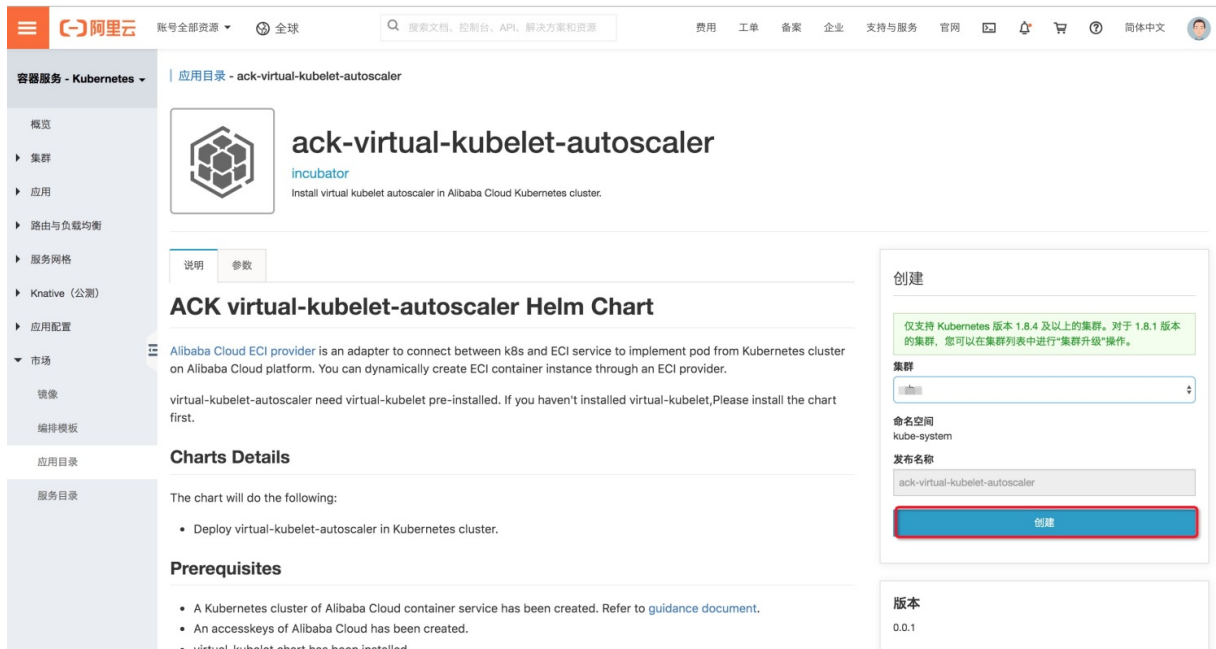 阿里云
账号全部资源
全球
搜索文档、控制台、API、解决方案和资源
费用
工单
备案
企业
支持与服务
官网
简体中文
容器服务 - Kubernetes
概览
集群
应用
路由与负载均衡
服务网格
Knative（公测）
应用配置
市场
镜像
编排模板
应用目录
服务目录
应用目录 - ack-virtual-kubelet-autoscaler
ack-virtual-kubelet-autoscaler
incubator
Install virtual kubelet autoscaler in Alibaba Cloud Kubernetes cluster.
说明
参数
ACK virtual-kubelet-autoscaler Helm Chart
Alibaba Cloud ECI provider is an adapter to connect between k8s and ECI service to implement pod from Kubernetes cluster
on Alibaba Cloud platform. You can dynamically create ECI container instance through an ECI provider.
virtual-kubelet-autoscaler need virtual-kubelet pre-installed. If you haven't installed virtual-kubelet,Please install the chart
first.
Charts Details
The chart will do the following:
Deploy virtual-kubelet-autoscaler in Kubernetes cluster.
Prerequisites
A Kubernetes cluster of Alibaba Cloud container service has been created. Refer to guidance document.
An accesskeys of Alibaba Cloud has been created.
virtual-kubelet chart has been installed
创建
仅支持 Kubernetes 版本 1.8.4 及以上的集群。对于 1.8.1 版本
的集群，您可以在集群列表中进行“集群升级”操作。
集群
命名空间
kube-system
发布名称
ack-virtual-kubelet-autoscaler
创建
版本
0.0.1